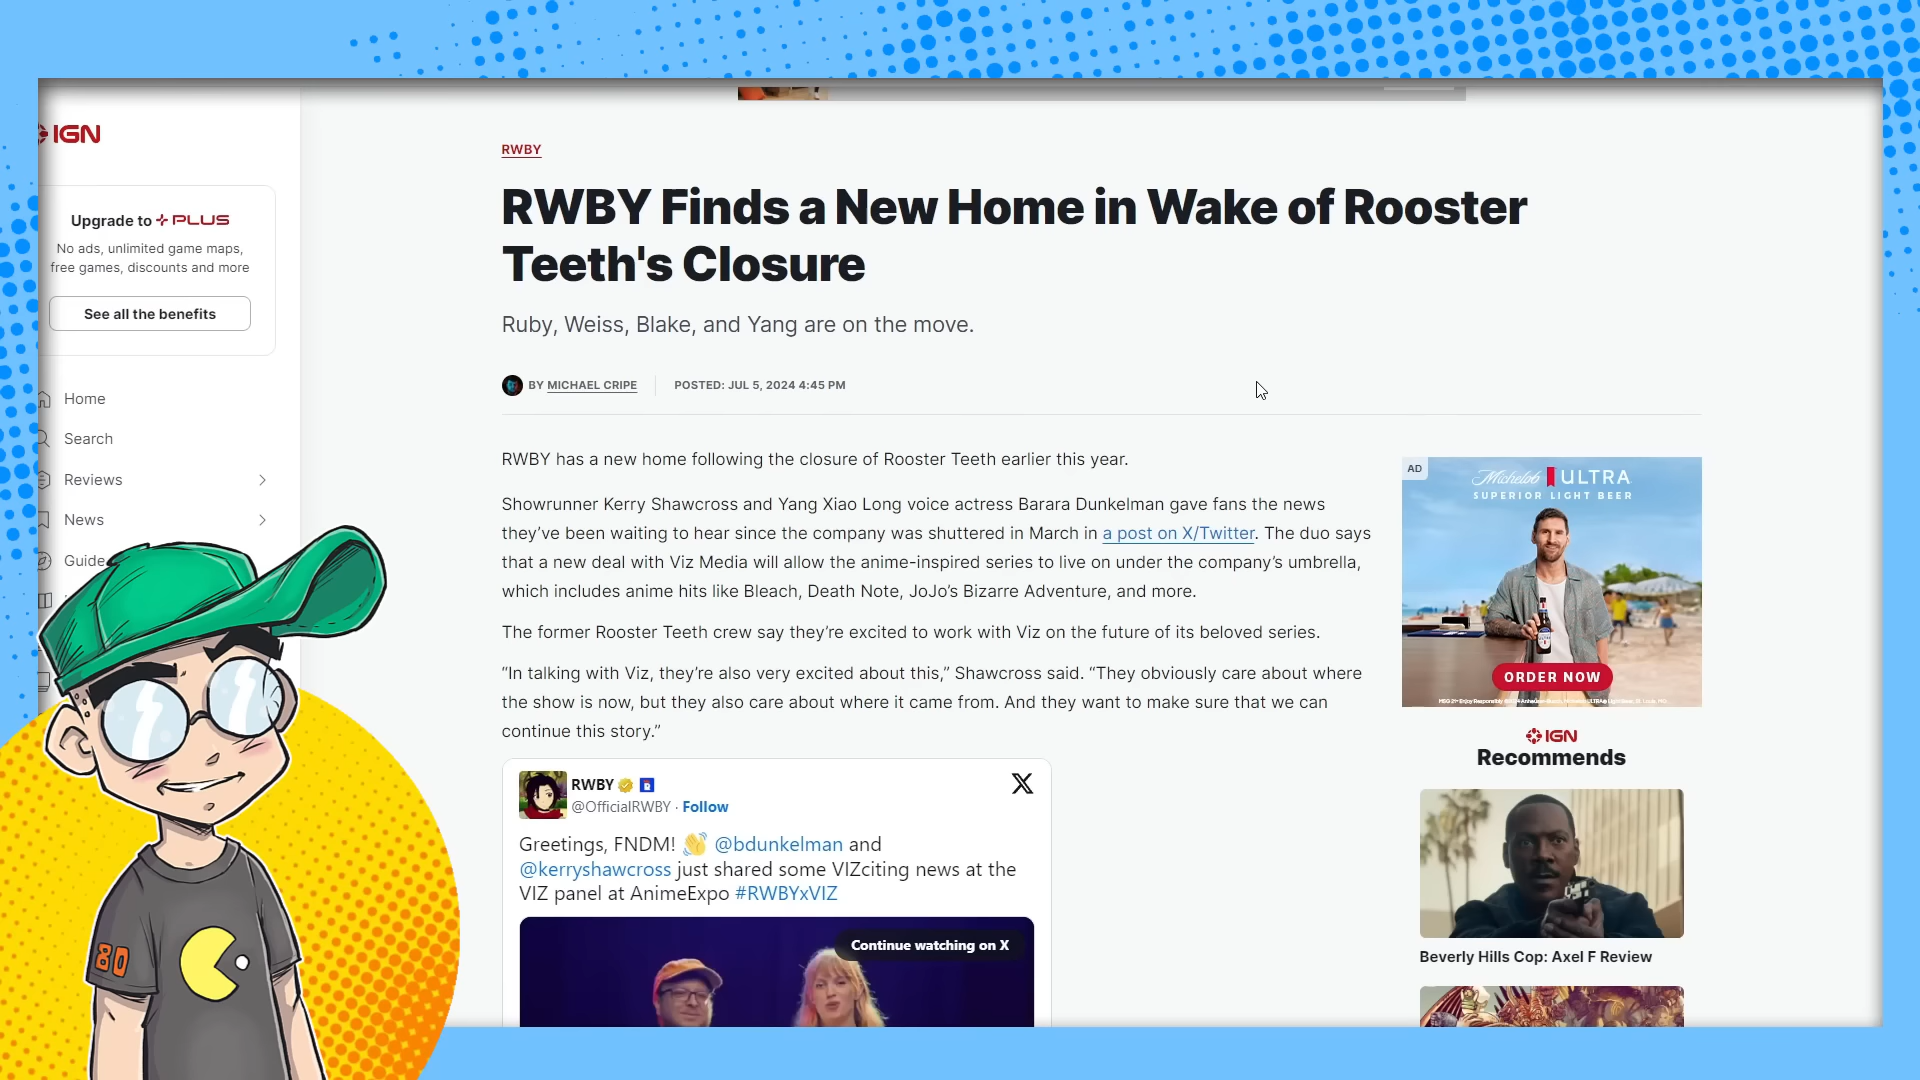 IGN
Upgrade to PLUS
No ads, unlimited game maps,
free games, discounts and more
See all the benefits
Home
Search
Reviews
News
Guide
80
RWBY
RWBY Finds a New Home in Wake of Rooster
Teeth's Closure
Ruby, Weiss, Blake, and Yang are on the move.
BY MICHAEL CRIPE
POSTED: JUL 5, 2024 4:45 PM
RWBY has a new home following the closure of Rooster Teeth earlier this year.
Showrunner Kerry Shawcross and Yang Xiao Long voice actress Barara Dunkelman gave fans the news
they’ve been waiting to hear since the company was shuttered in March in a post on X/Twitter. The duo says
that a new deal with Viz Media will allow the anime-inspired series to live on under the company’s umbrella,
which includes anime hits like Bleach, Death Note, JoJo’s Bizarre Adventure, and more.
The former Rooster Teeth crew say they’re excited to work with Viz on the future of its beloved series.
“In talking with Viz, they’re also very excited about this,” Shawcross said. “They obviously care about where
the show is now, but they also care about where it came from. And they want to make sure that we can
continue this story.”
RWBY
@OfficialRWBY · Follow
Greetings, FNDM! 👋 @bdunkelman and
@kerryshawcross just shared some VIZciting news at the
VIZ panel at AnimeExpo #RWBYxVIZ
Continue watching on X
AD
Michelob ULTRA
SUPERIOR LIGHT BEER
ORDER NOW
IGN
Recommends
Beverly Hills Cop: Axel F Review